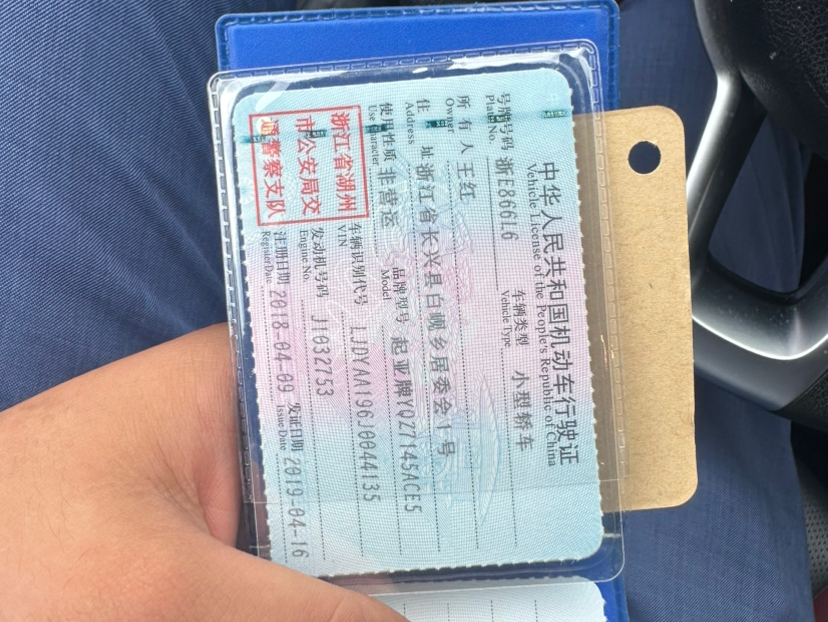 中华人民共和国机动车行驶证
Vehicle License of the People's Republic of China
号牌号码 浙E866L6 车辆类型 小型轿车
Plate No. Vehicle Type
所有人 王红
Owner
住址 浙江省长兴县白岘乡居委会1号
Address
使用性质 非营运 品牌型号 起亚牌YQZ7145ACE5
Use Character Model
浙江省湖州
市公安局交
通警察支队
车辆识别代号 LJDYAA196J0044135
VIN
发动机号码 J1032753
Engine No.
注册日期 2018-04-09 发证日期 2019-04-16
Register Date Issue Date